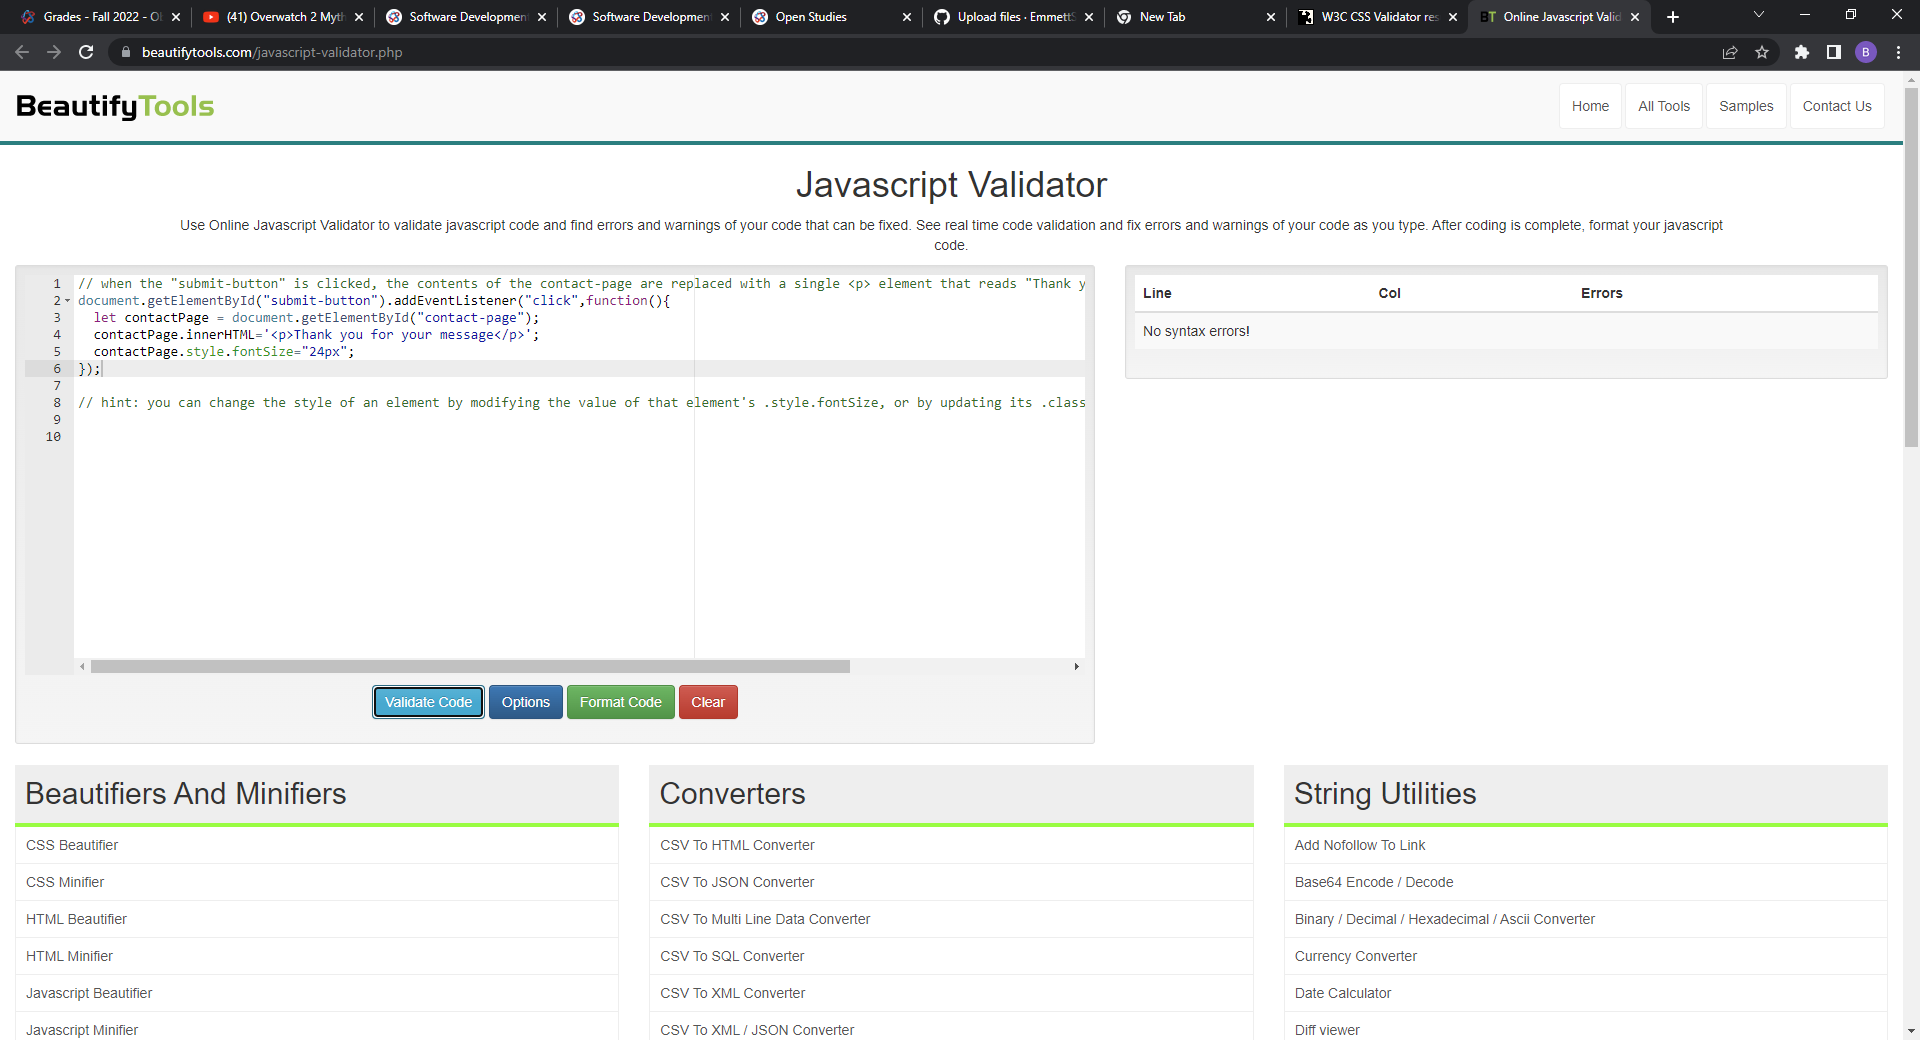 Grades - Fall 2022 - O
(41) Overwatch 2 Myth
Software Developmen
Software Developmen
Open Studies
Upload files · EmmettS
New Tab
W3C CSS Validator res
BT Online Javascript Valid
beautifytools.com/javascript-validator.php
B
BeautifyTools
Home
All Tools
Samples
Contact Us
Javascript Validator
Use Online Javascript Validator to validate javascript code and find errors and warnings of your code that can be fixed. See real time code validation and fix errors and warnings of your code as you type. After coding is complete, format your javascript
code.
1 // when the "submit-button" is clicked, the contents of the contact-page are replaced with a single <p> element that reads "Thank y
2 document.getElementById("submit-button").addEventListener("click",function(){
3 let contactPage = document.getElementById("contact-page");
4 contactPage.innerHTML='<p>Thank you for your message</p>';
5 contactPage.style.fontSize="24px";
6 });
7
8 // hint: you can change the style of an element by modifying the value of that element's .style.fontSize, or by updating its .class
9
10
Line Col Errors
No syntax errors!
Validate Code
Options
Format Code
Clear
Beautifiers And Minifiers
CSS Beautifier
CSS Minifier
HTML Beautifier
HTML Minifier
Javascript Beautifier
Javascript Minifier
Converters
CSV To HTML Converter
CSV To JSON Converter
CSV To Multi Line Data Converter
CSV To SQL Converter
CSV To XML Converter
CSV To XML / JSON Converter
String Utilities
Add Nofollow To Link
Base64 Encode / Decode
Binary / Decimal / Hexadecimal / Ascii Converter
Currency Converter
Date Calculator
Diff viewer